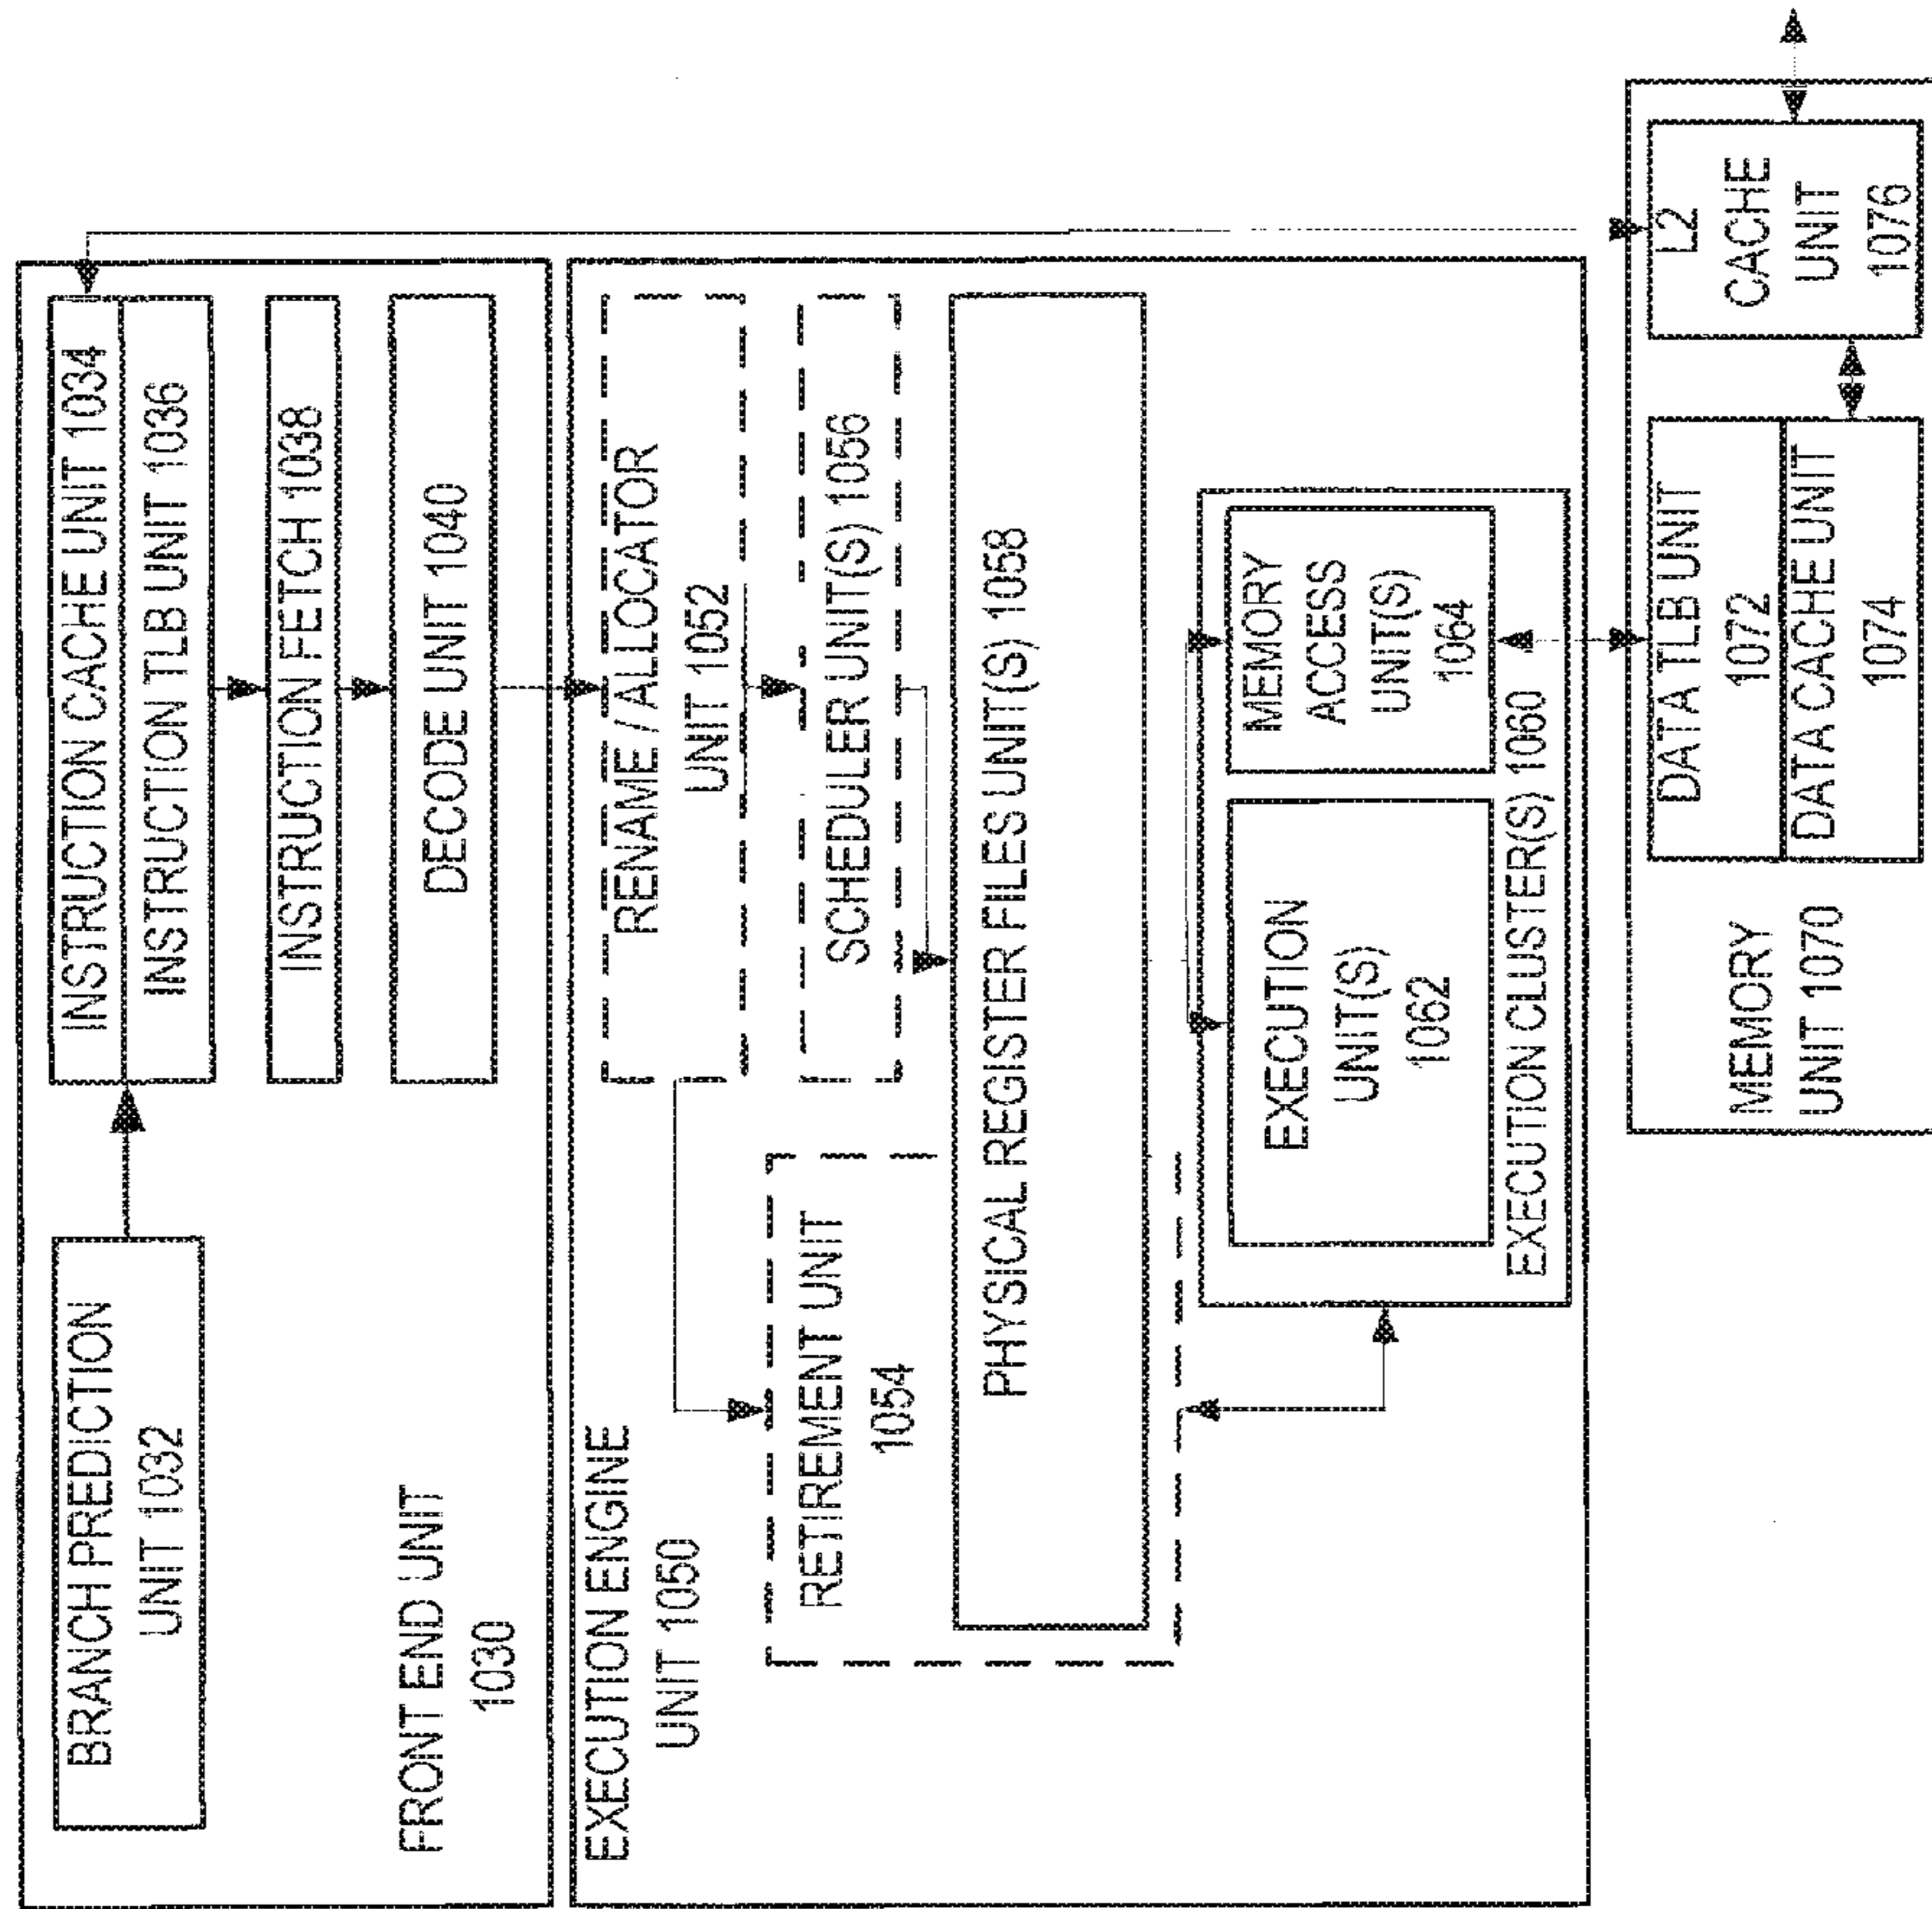 BRANCH PREDICTION
UNIT 1032
INSTRUCTION CACHE UNIT 1034
INSTRUCTION TLB UNIT 1036
INSTRUCTION FETCH 1038
DECODE UNIT 1040
FRONT END UNIT
1030
EXECUTION ENGINE
UNIT 1050
RENAME / ALLOCATOR
UNIT 1052
SCHEDULER UNIT(S) 1056
RETIREMENT UNIT
1054
PHYSICAL REGISTER FILES UNIT(S) 1058
EXECUTION
UNIT(S)
1062
MEMORY
ACCESS
UNIT(S)
1064
EXECUTION CLUSTER(S) 1060
MEMORY
UNIT 1070
DATA TLB UNIT
1072
DATA CACHE UNIT
1074
L2
CACHE
UNIT
1076